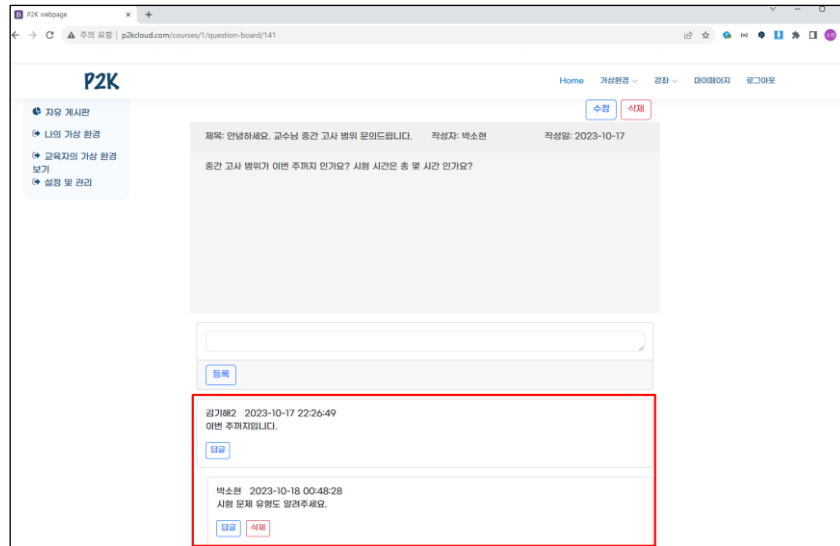 P2K webpage
주의 요함 | p2kcloud.com/courses/1/question-board/141
P2K
Home 가상환경 강좌 마이페이지 로그아웃
자유 게시판
나의 가상 환경
교육자의 가상 환경
보기
설정 및 관리
수정 삭제
제목: 안녕하세요. 교수님 중간 고사 범위 문의드립니다. 작성자: 박소현 작성일: 2023-10-17
중간 고사 범위가 이번 주까지 인가요? 시험 시간은 총 몇 시간 인가요?
등록
김기해2 2023-10-17 22:26:49
이번 주까지입니다.
답글
박소현 2023-10-18 00:48:28
시험 문제 유형도 알려주세요.
답글 삭제